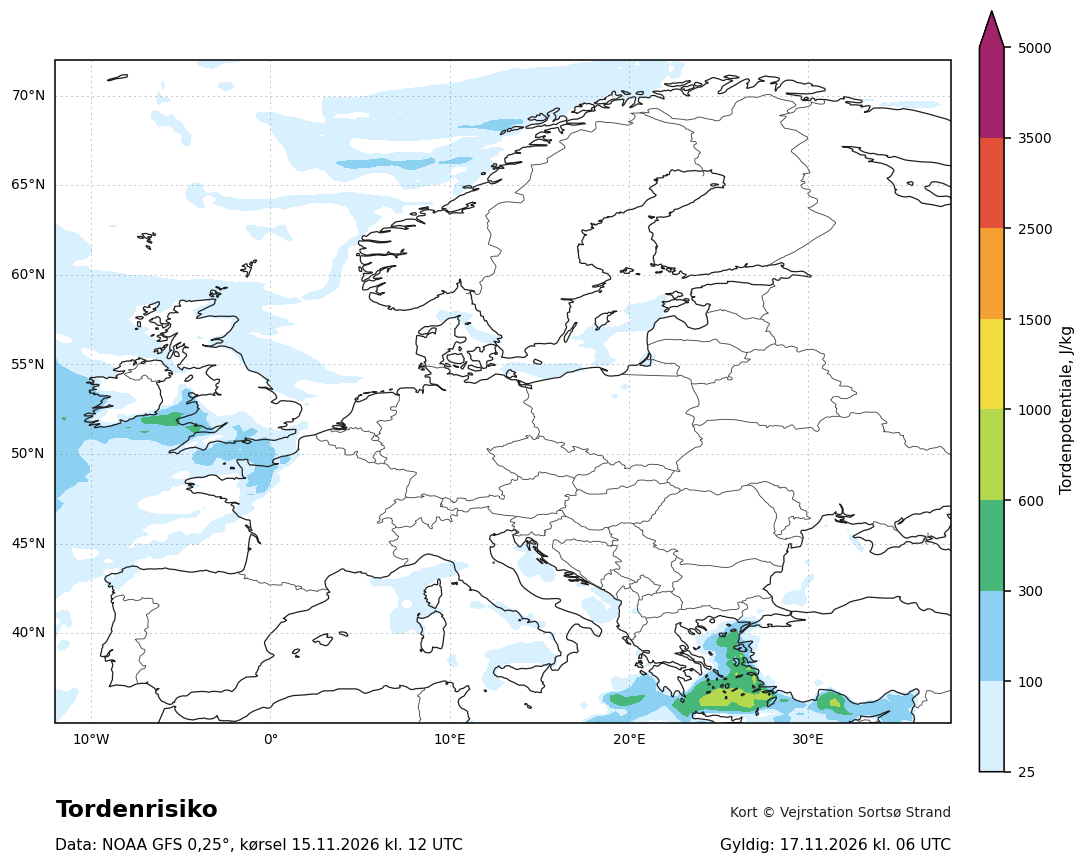 70°N
65°N
60°N
55°N
50°N
45°N
40°N
10°W
0°
10°E
20°E
30°E
5000
3500
2500
1500
1000
600
300
100
25
Tordenpotentiale, J/kg
Tordenrisiko
Kort © Vejrstation Sortsø Strand
Data: NOAA GFS 0,25°, kørsel 15.11.2026 kl. 12 UTC
Gyldig: 17.11.2026 kl. 06 UTC